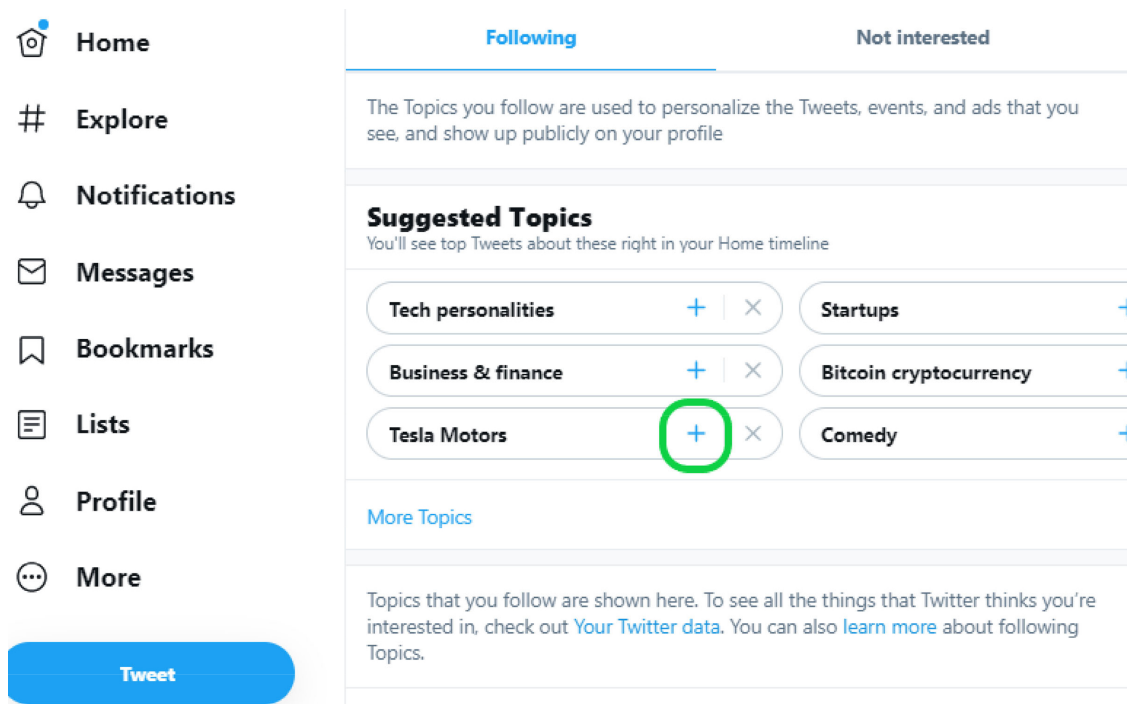 Home
Explore
Notifications
Messages
Bookmarks
Lists
Profile
More
Tweet
Following
Not interested
The Topics you follow are used to personalize the Tweets, events, and ads that you
see, and show up publicly on your profile
Suggested Topics
You'll see top Tweets about these right in your Home timeline
Tech personalities
Startups
Business & finance
Bitcoin cryptocurrency
Tesla Motors
Comedy
More Topics
Topics that you follow are shown here. To see all the things that Twitter thinks you’re
interested in, check out Your Twitter data. You can also learn more about following
Topics.